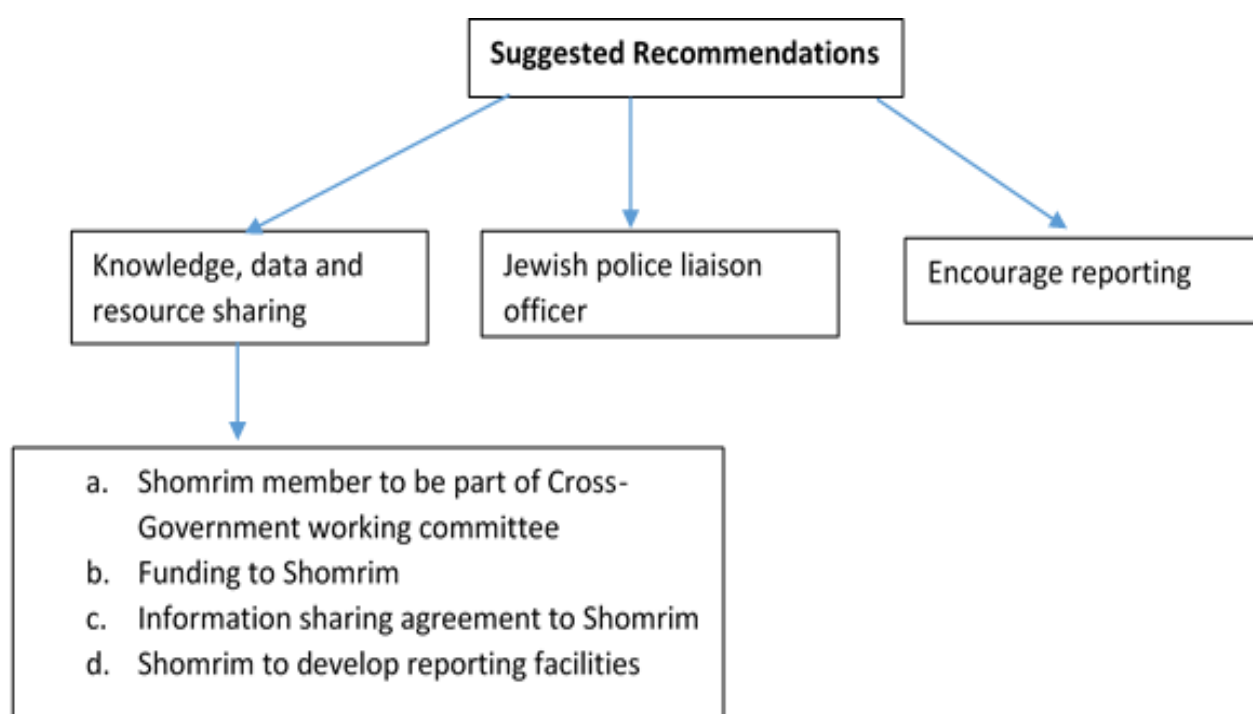 Suggested Recommendations
Knowledge, data and
resource sharing
Jewish police liaison
officer
Encourage reporting
a. Shomrim member to be part of Cross-
Government working committee
b. Funding to Shomrim
c. Information sharing agreement to Shomrim
d. Shomrim to develop reporting facilities